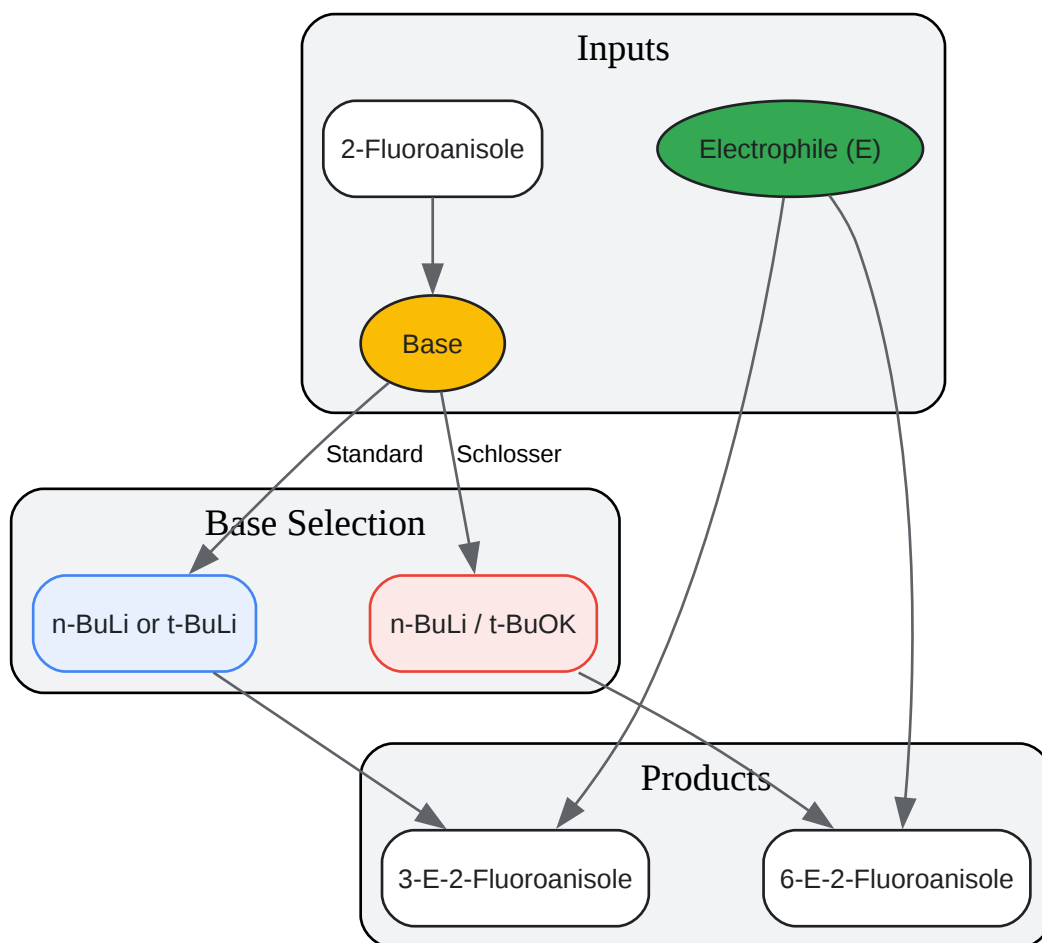 Inputs
2-Fluoroanisole
Electrophile (E)
Base
Standard
Schlosser
Base Selection
n-BuLi or t-BuLi
n-BuLi / t-BuOK
Products
3-E-2-Fluoroanisole
6-E-2-Fluoroanisole